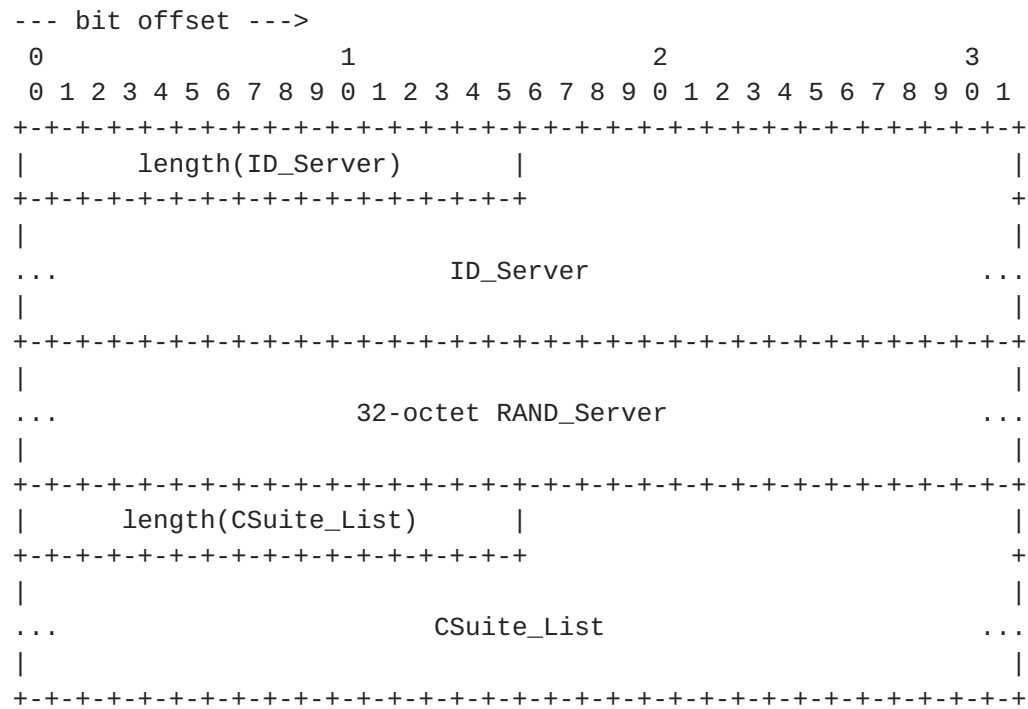 --- bit offset --->
 0                   1                   2                   3
 0 1 2 3 4 5 6 7 8 9 0 1 2 3 4 5 6 7 8 9 0 1 2 3 4 5 6 7 8 9 0 1
+-+-+-+-+-+-+-+-+-+-+-+-+-+-+-+-+-+-+-+-+-+-+-+-+-+-+-+-+-+-+-+-+
|       length(ID_Server)       |                               |
+-+-+-+-+-+-+-+-+-+-+-+-+-+-+-+-+                               +
|                                                               |
...                         ID_Server                         ...
|                                                               |
+-+-+-+-+-+-+-+-+-+-+-+-+-+-+-+-+-+-+-+-+-+-+-+-+-+-+-+-+-+-+-+-+
|                                                               |
...                   32-octet RAND_Server                    ...
|                                                               |
+-+-+-+-+-+-+-+-+-+-+-+-+-+-+-+-+-+-+-+-+-+-+-+-+-+-+-+-+-+-+-+-+
|      length(CSuite_List)      |                               |
+-+-+-+-+-+-+-+-+-+-+-+-+-+-+-+-+                               +
|                                                               |
...                        CSuite_List                        ...
|                                                               |
+-+-+-+-+-+-+-+-+-+-+-+-+-+-+-+-+-+-+-+-+-+-+-+-+-+-+-+-+-+-+-+-+